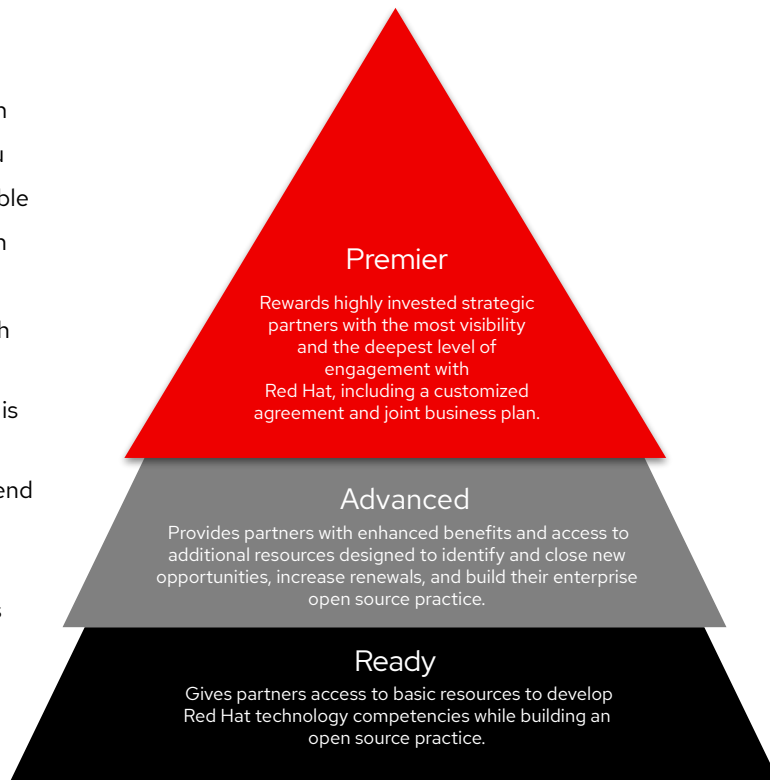 Premier
Rewards highly invested strategic
partners with the most visibility
and the deepest level of
engagement with
Red Hat, including a customized
agreement and joint business plan.
is
Advanced
Provides partners with enhanced benefits and access to
additional resources designed to identify and close new
opportunities, increase renewals, and build their enterprise
open source practice.
Ready
Gives partners access to basic resources to develop
Red Hat technology competencies while building an
open source practice.